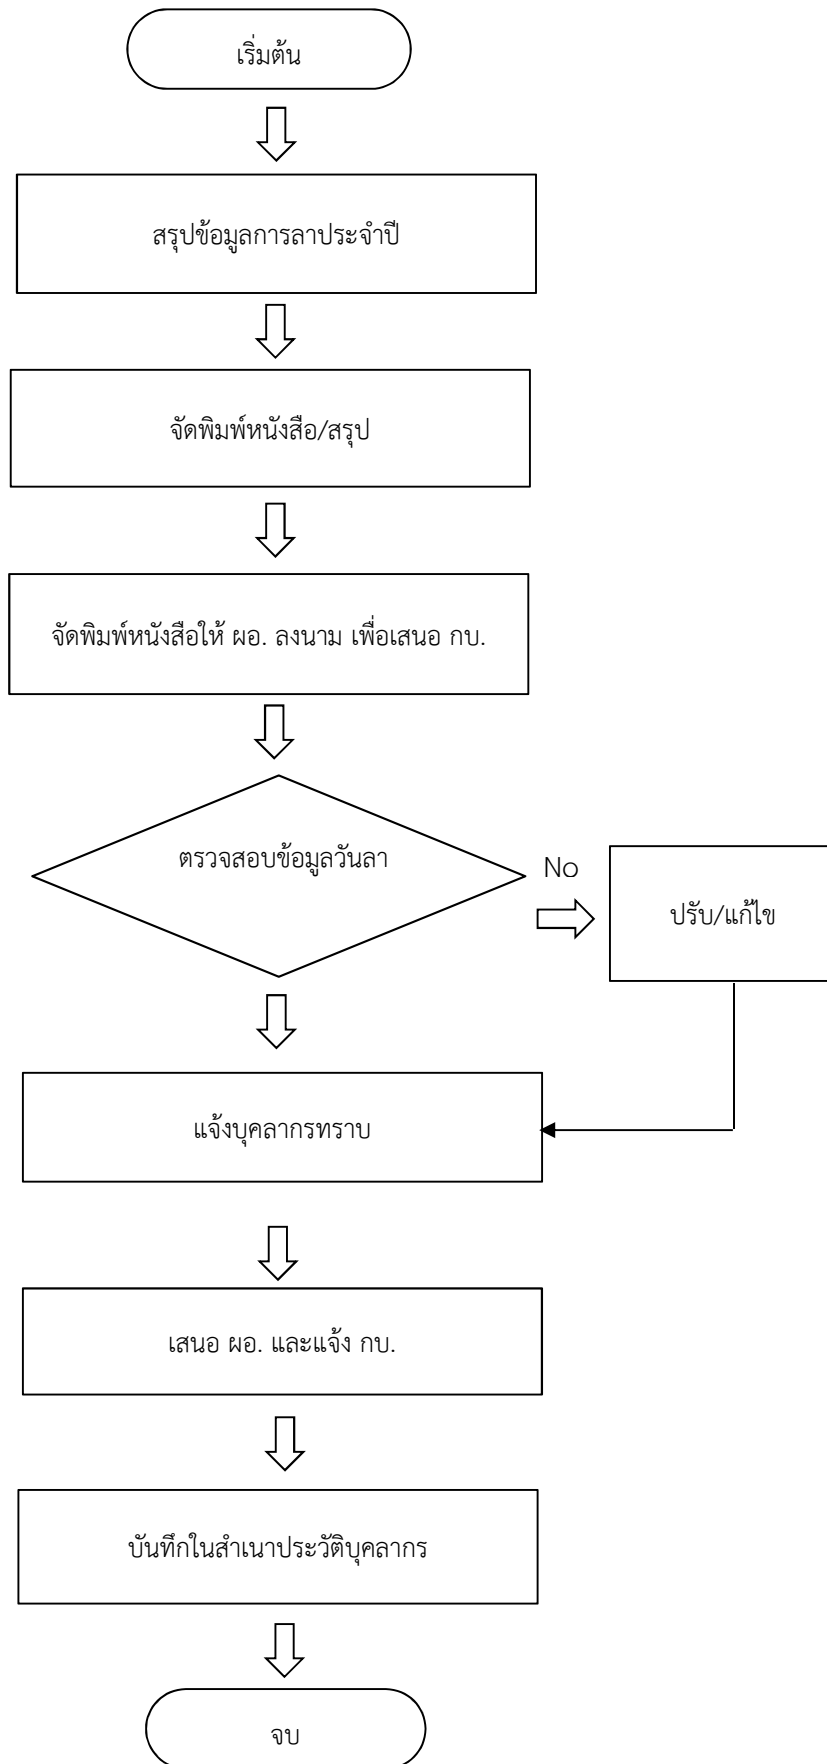 เริ่มต้น
สรุปข้อมูลการลาประจำปี
จัดพิมพ์หนังสือ/สรุป
จัดพิมพ์หนังสือให้ ผอ. ลงนาม เพื่อเสนอ กบ.
ตรวจสอบข้อมูลวันลา
No
ปรับ/แก้ไข
แจ้งบุคลากรทราบ
เสนอ ผอ. และแจ้ง กบ.
บันทึกในสำเนาประวัติบุคลากร
จบ